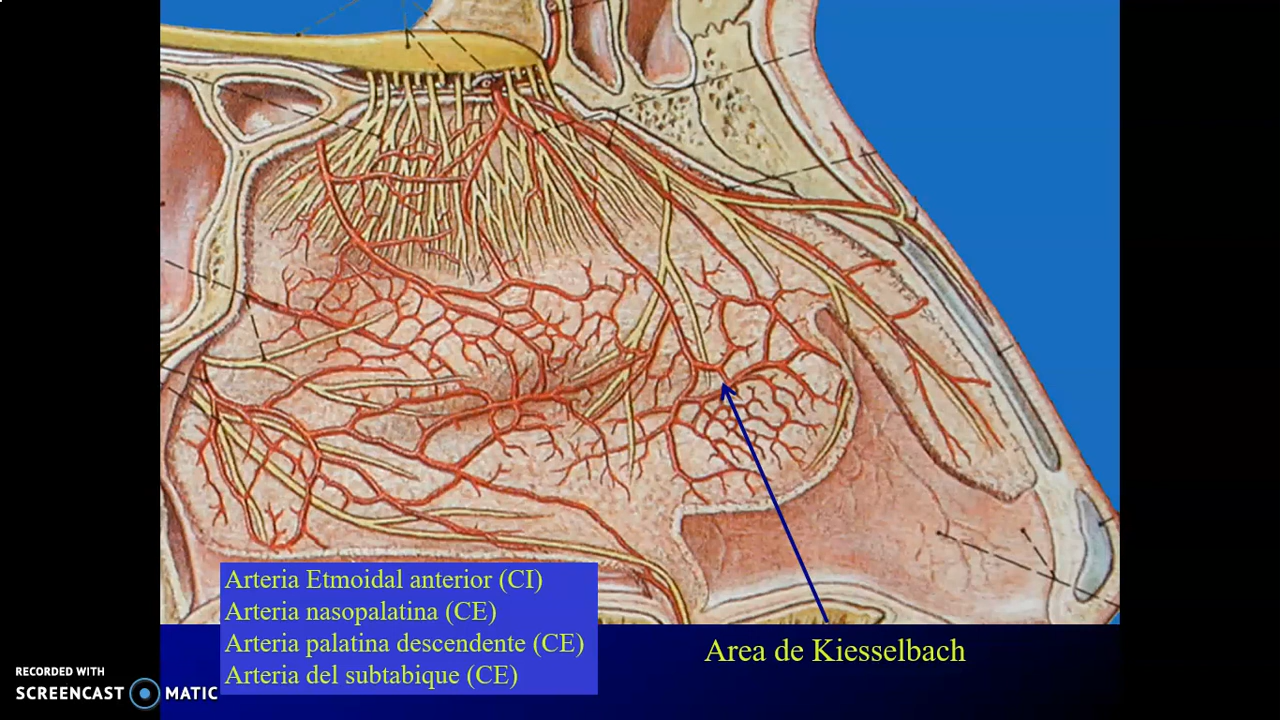 Arteria Etmoidal anterior (CI)
Arteria nasopalatina (CE)
Arteria palatina descendente (CE)
Arteria del subtabique (CE)
Area de Kiesselbach
RECORDED WITH
SCREENCAST MATIC